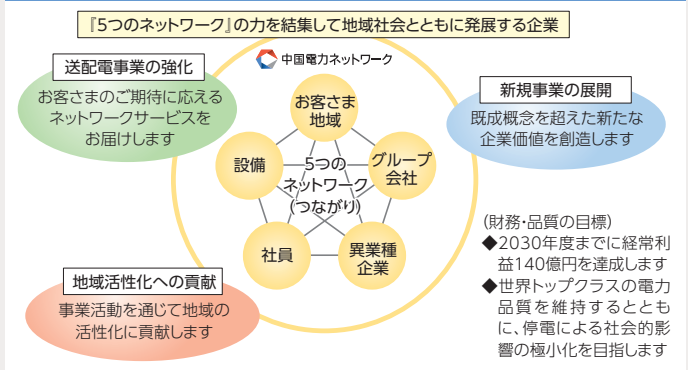 『5つのネットワーク』の力を結集して地域社会とともに発展する企業
中国電力ネットワーク
送配電事業の強化
お客さまのご期待に応える
ネットワークサービスを
お届けします
新規事業の展開
既成概念を超えた新たな
企業価値を創造します
お客さま
地域
設備
5つの
ネットワーク
(つながり)
グループ
会社
社員
異業種
企業
地域活性化への貢献
事業活動を通じて地域の
活性化に貢献します
(財務・品質の目標)
◆2030年度までに経常利
益140億円を達成します
◆世界トップクラスの電力
品質を維持するととも
に、停電による社会的影
響の極小化を目指します